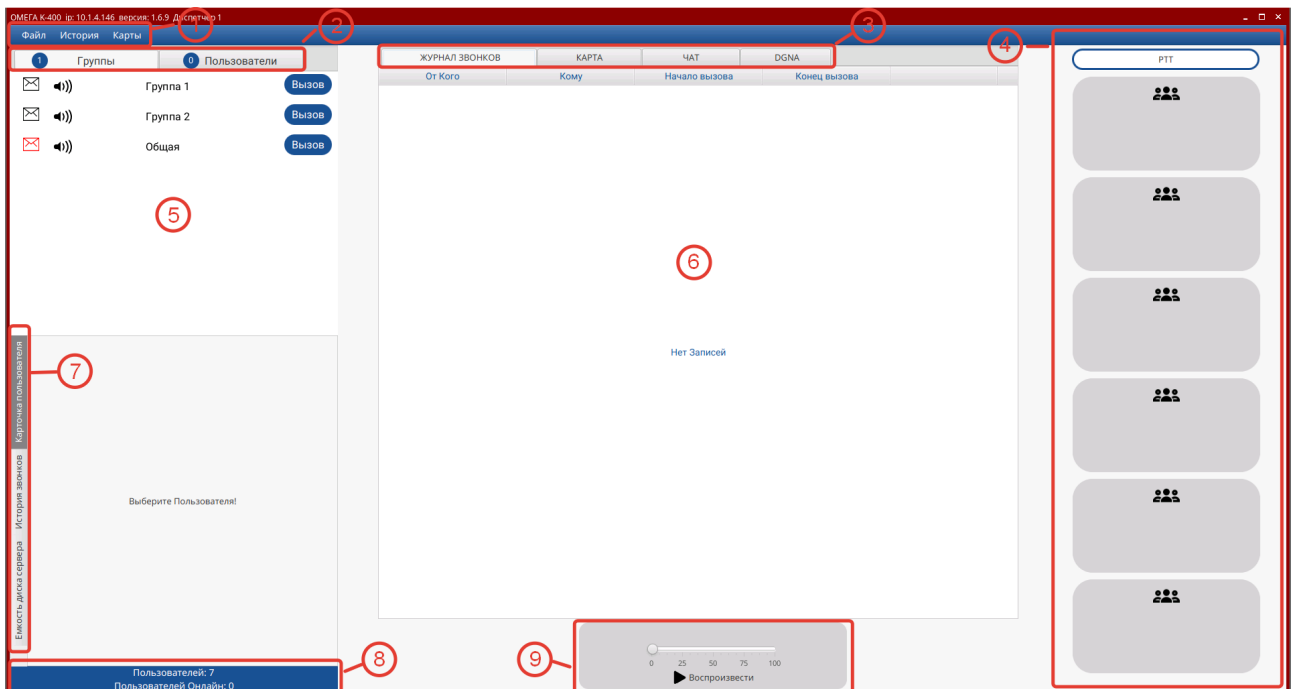 ОМЕГА К-400 ip: 10.1.4.146 версия: 1.6.9 Диспетчер 1
Файл История Карты
1 2 3 4
1 Группы 0 Пользователи
ЖУРНАЛ ЗВОНКОВ КАРТА ЧАТ DGNA
PTT
От Кого Кому Начало вызова Конец вызова
Группа 1 Вызов
Группа 2 Вызов
Общая Вызов
5
6
Нет Записей
7
Карточка пользователя
История звонков
Емкость диска сервера
Выберите Пользователя!
8
9
Пользователей: 7
Пользователей Онлайн: 0
0 25 50 75 100
Воспроизвести